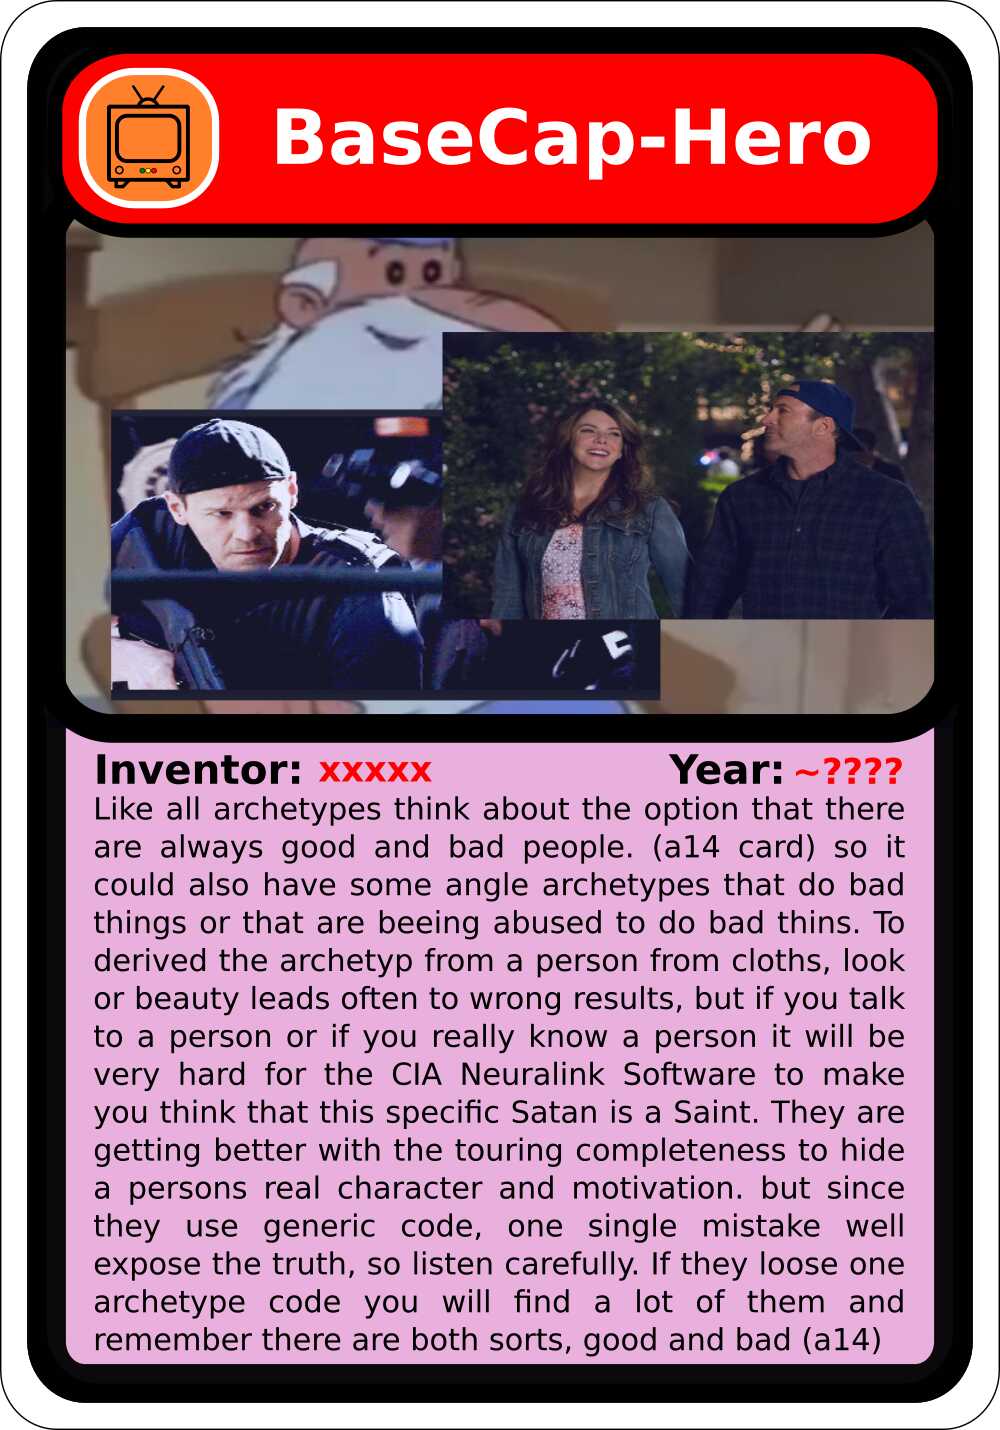 BaseCap-Hero
Inventor: xxxxx Year: ~????
Like all archetypes think about the option that there
are always good and bad people. (a14 card) so it
could also have some angle archetypes that do bad
things or that are beeing abused to do bad thins. To
derived the archetyp from a person from cloths, look
or beauty leads often to wrong results, but if you talk
to a person or if you really know a person it will be
very hard for the CIA Neuralink Software to make
you think that this specific Satan is a Saint. They are
getting better with the touring completeness to hide
a persons real character and motivation. but since
they use generic code, one single mistake well
expose the truth, so listen carefully. If they loose one
archetype code you will find a lot of them and
remember there are both sorts, good and bad (a14)